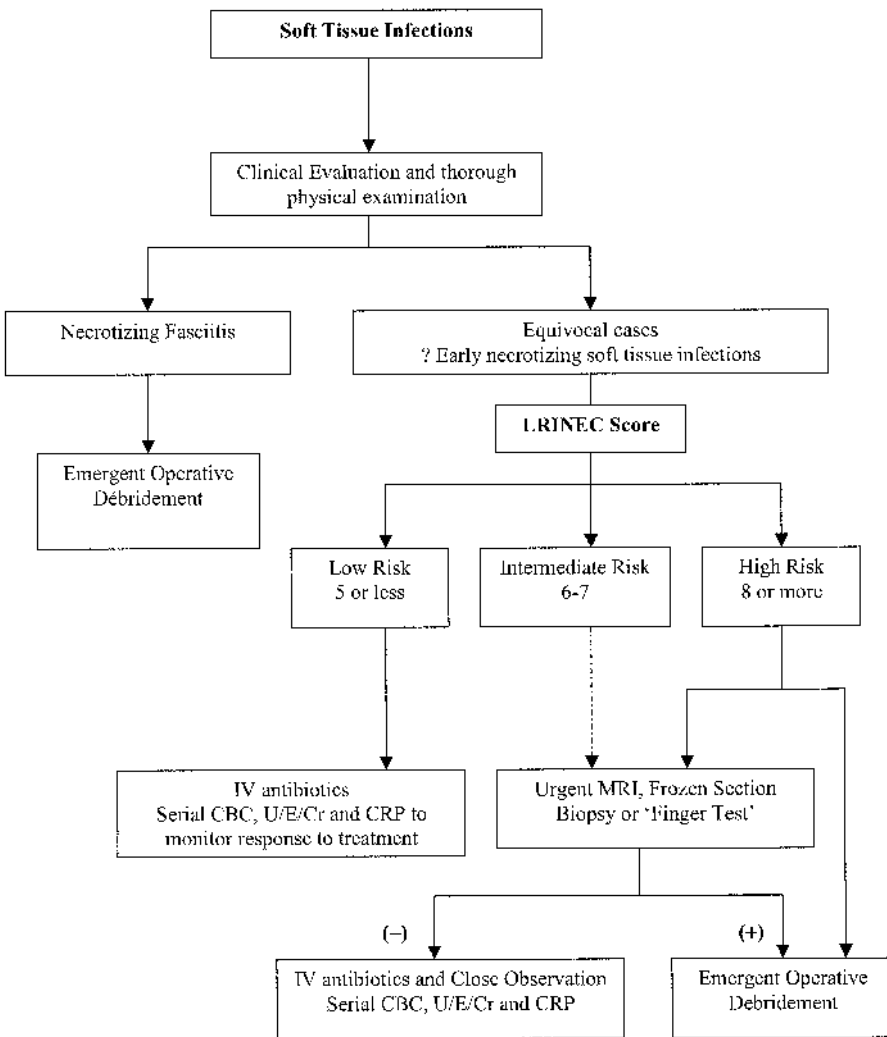 Soft Tissue Infections
Clinical Evaluation and thorough
physical examination
Necrotizing Fasciitis
Equivocal cases
? Early necrotizing soft tissue infections
LRINEC Score
Emergent Operative
Débridement
Low Risk
5 or less
Intermediate Risk
6-7
High Risk
8 or more
IV antibiotics
Serial CBC, U/E/Cr and CRP to
monitor response to treatment
Urgent MRI, Frozen Section
Biopsy or ‘Finger Test’
(–)
(+)
IV antibiotics and Close Observation
Serial CBC, U/E/Cr and CRP
Emergent Operative
Debridement